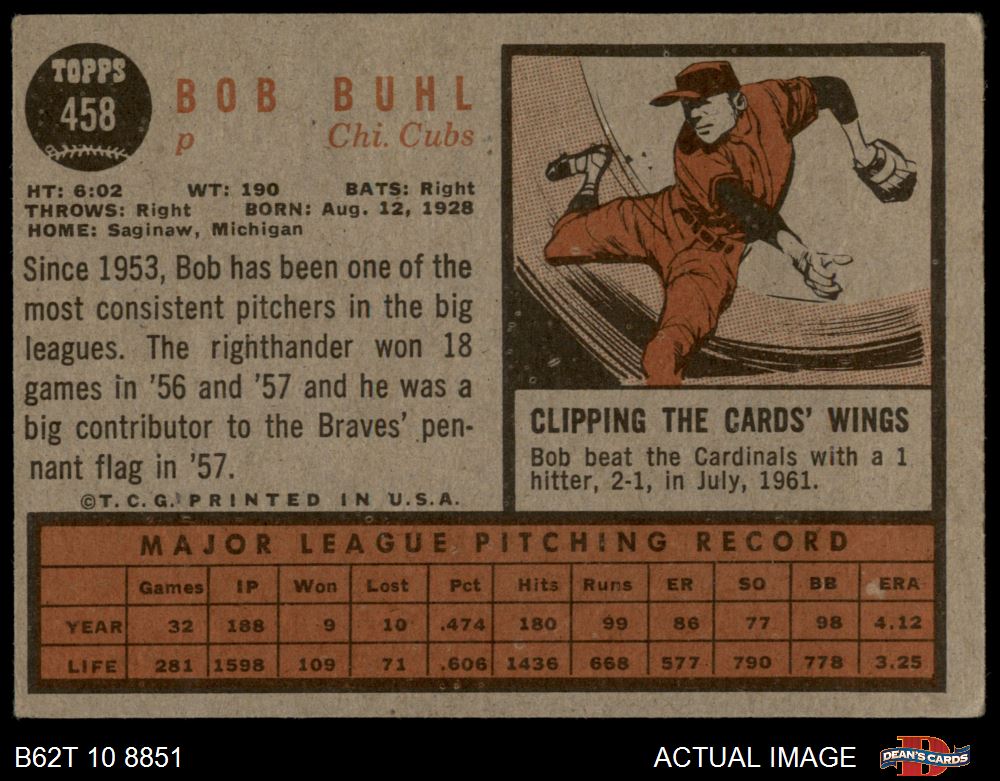 TOPPS
458
BOB BUHL
p Chi. Cubs
HT: 6:02 WT: 190 BATS: Right
THROWS: Right BORN: Aug. 12, 1928
HOME: Saginaw, Michigan
Since 1953, Bob has been one of the
most consistent pitchers in the big
leagues. The righthander won 18
games in '56 and '57 and he was a
big contributor to the Braves' pen-
nant flag in '57.
©T.C.G. PRINTED IN U.S.A.
CLIPPING THE CARDS' WINGS
Bob beat the Cardinals with a 1
hitter, 2-1, in July, 1961.
MAJOR LEAGUE PITCHING RECORD
Games IP Won Lost Pct Hits Runs ER SO BB ERA
YEAR 32 188 9 10 .474 180 99 86 77 98 4.12
LIFE 281 1598 109 71 .606 1436 668 577 790 778 3.25
B62T 10 8851 ACTUAL IMAGE DEAN'S CARDS